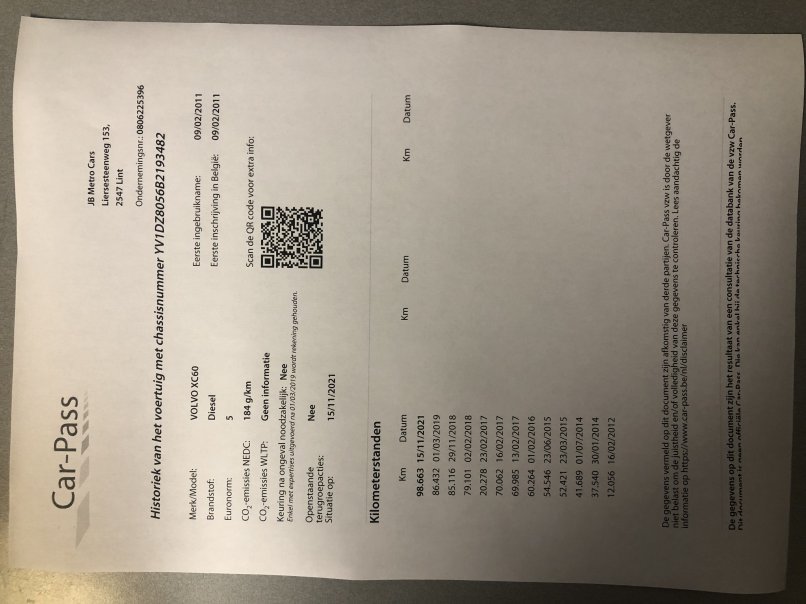 Car-Pass
JB Metro Cars
Liersesteenweg 153,
2547 Lint
Ondernemingsnr.: 0806225396
Historiek van het voertuig met chassisnummer YV1DZ8056B2193482
Merk/Model: VOLVO XC60
Brandstof: Diesel
Euronorm: 5
CO2-emissies NEDC: 184 g/km
CO2-emissies WLTP: Geen informatie
Keuring na ongeval noodzakelijk: Nee
Enkel met expertises uitgevoerd na 01/03/2019 wordt rekening gehouden.
Openstaande terugroepacties: Nee
Situatie op: 15/11/2021
Eerste ingebruikname: 09/02/2011
Eerste inschrijving in België: 09/02/2011
Scan de QR code voor extra info:
Kilometerstanden
Km Datum Km Datum Km Datum
98.663 15/11/2021
86.432 01/03/2019
85.116 29/11/2018
79.101 02/02/2018
20.278 23/02/2017
70.062 16/02/2017
69.985 13/02/2017
60.264 01/02/2016
54.546 23/06/2015
52.421 23/03/2015
41.689 01/07/2014
37.540 30/01/2014
12.056 16/02/2012
De gegevens vermeld op dit document zijn afkomstig van derde partijen. Car-Pass vzw is door de wetgever
niet belast om de juistheid en/of volledigheid van deze gegevens te controleren. Lees aandachtig de
informatie op https://www.car-pass.be/nl/disclaimer
De gegevens op dit document zijn het resultaat van een consultatie van de databank van de vzw Car-Pass.
Dit document is geen officiële Car-Pass. Die kan enkel bij de technische keuring bekomen worden.